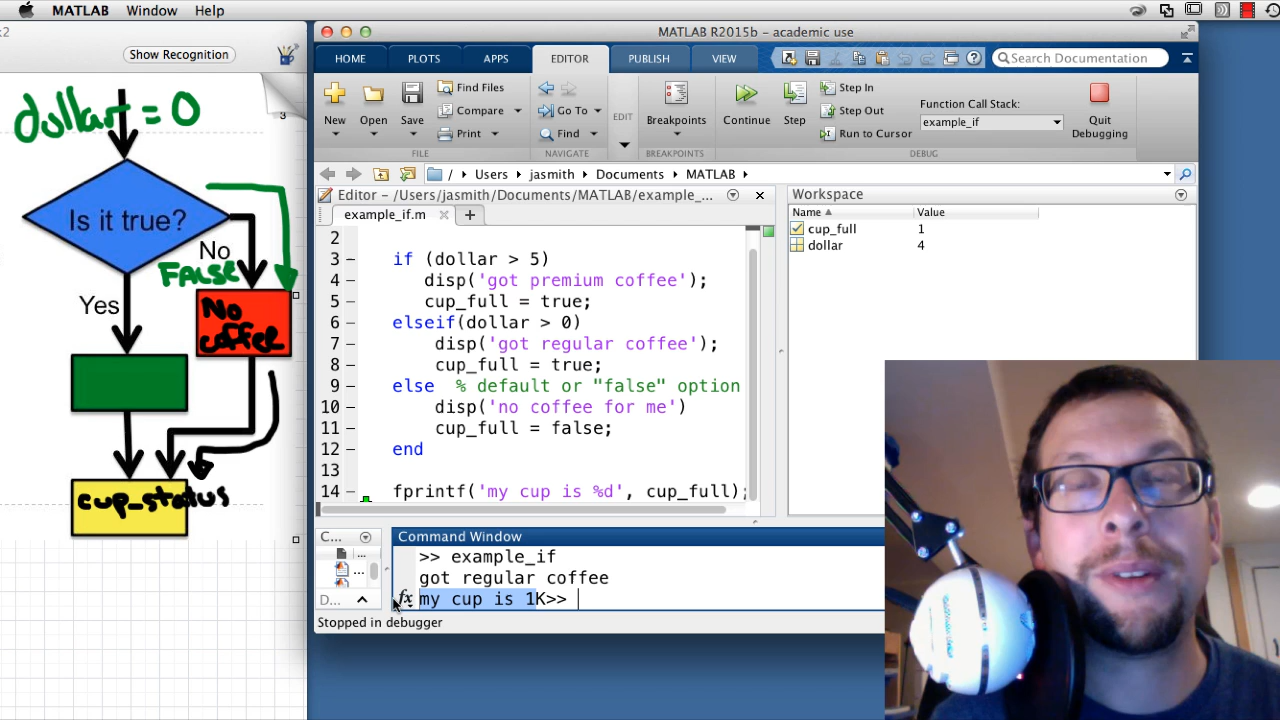 MATLAB Window Help
MATLAB R2015b - academic use
Show Recognition
HOME PLOTS APPS EDITOR PUBLISH VIEW
Search Documentation
New Open Save
Find Files
Compare
Print
Go To
Find
EDIT
Breakpoints
Continue
Step
Step In
Step Out
Run to Cursor
Function Call Stack:
example_if
Quit
Debugging
FILE NAVIGATE BREAKPOINTS DEBUG
/ Users jasmith Documents MATLAB
Editor - /Users/jasmith/Documents/MATLAB/example_...
example_if.m
2
3 if (dollar > 5)
4 disp('got premium coffee');
5 cup_full = true;
6 elseif(dollar > 0)
7 disp('got regular coffee');
8 cup_full = true;
9 else % default or "false" option
10 disp('no coffee for me')
11 cup_full = false;
12 end
13
14 fprintf('my cup is %d', cup_full);
Workspace
Name Value
cup_full 1
dollar 4
C...
...
...
D...
Command Window
>> example_if
got regular coffee
fx my cup is 1K>>
Stopped in debugger
dollar = 0
3
Is it true?
No
FALSE
Yes
No
coffee
cup_status